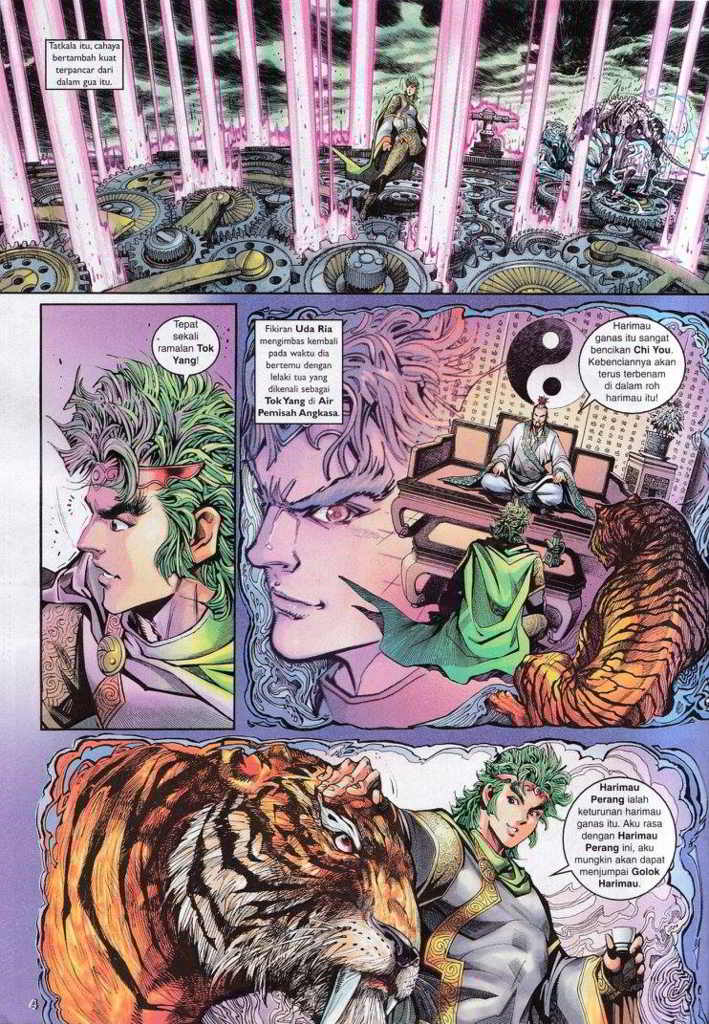 Tatkala itu, cahaya
bertambah kuat
terpancar dari
dalam gua itu.
Tepat
sekali
ramalan Tok
Yang!
Fikiran Uda Ria
mengimbas kembali
pada waktu dia
bertemu dengan
lelaki tua yang
dikenali sebagai
Tok Yang di Air
Pemisah Angkasa.
Harimau
ganas itu sangat
bencikan Chi You.
Kebenciannya akan
terus terbenam
di dalam roh
harimau itu!
Harimau
Perang ialah
keturunan harimau
ganas itu. Aku rasa
dengan Harimau
Perang ini, aku
mungkin akan dapat
menjumpai Golok
Harimau.
4